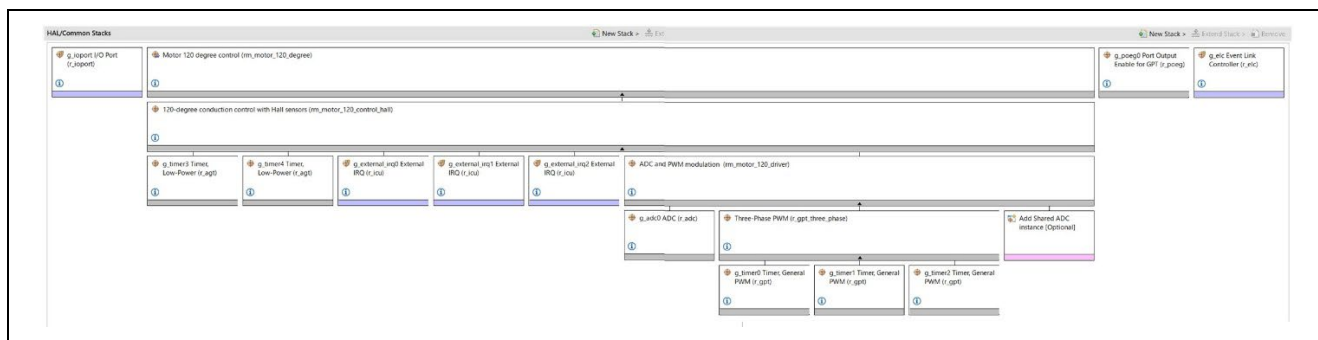 HAL/Common Stacks
New Stack >
New Stack >
Extend Stack >
Remove
g_ioport I/O Port
(r_ioport)
Motor 120 degree control (rm_motor_120_degree)
g_poeg0 Port Output
Enable for GPT (r_poeg)
g_elc Event Link
Controller (r_elc)
120-degree conduction control with Hall sensors (rm_motor_120_control_hall)
g_timer3 Timer,
Low-Power (r_agt)
g_timer4 Timer,
Low-Power (r_agt)
g_external_irq0 External
IRQ (r_icu)
g_external_irq1 External
IRQ (r_icu)
g_external_irq2 External
IRQ (r_icu)
ADC and PWM modulation (rm_motor_120_driver)
g_adc0 ADC (r_adc)
Three-Phase PWM (r_gpt_three_phase)
Add Shared ADC
instance [Optional]
g_timer0 Timer, General
PWM (r_gpt)
g_timer1 Timer, General
PWM (r_gpt)
g_timer2 Timer, General
PWM (r_gpt)